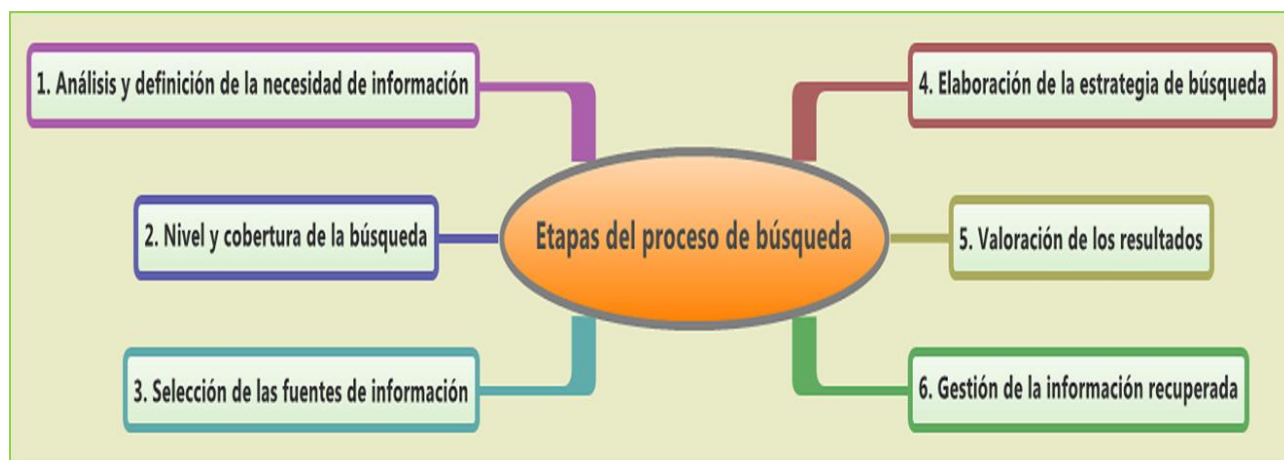 1. Análisis y definición de la necesidad de información
2. Nivel y cobertura de la búsqueda
3. Selección de las fuentes de información
Etapas del proceso de búsqueda
4. Elaboración de la estrategia de búsqueda
5. Valoración de los resultados
6. Gestión de la información recuperada